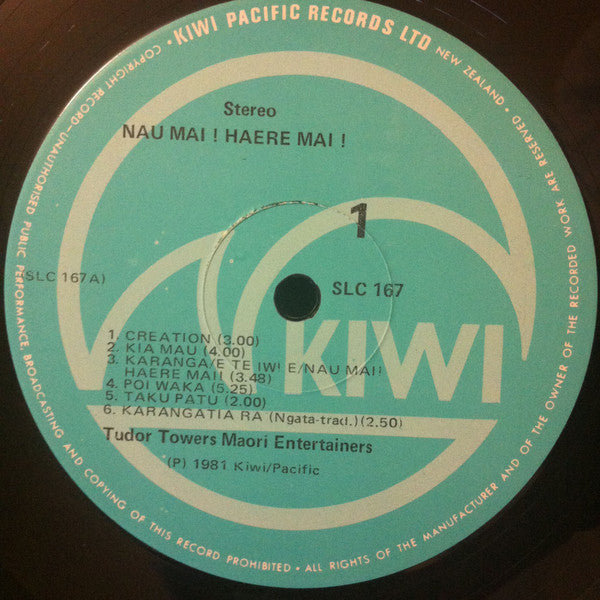 • KIWI PACIFIC RECORDS LTD NEW ZEALAND • ALL RIGHTS OF THE MANUFACTURER AND OF THE OWNER OF THE RECORDED WORK ARE RESERVED
COPYRIGHT RECORD–UNAUTHORISED PUBLIC PERFORMANCE, BROADCASTING AND COPYING OF THIS RECORD PROHIBITED •
Stereo
NAU MAI ! HAERE MAI !
1
(SLC 167A)
SLC 167
KIWI
1. CREATION (3.00)
2. KIA MAU (4.00)
3. KARANGA/E TE IWI E/NAU MAI!
HAERE MAI! (3.48)
4. POI WAKA (5.25)
5. TAKU PATU (2.00)
6. KARANGATIA RA (Ngata-trad.) (2.50)
Tudor Towers Maori Entertainers
(P) 1981 Kiwi/Pacific